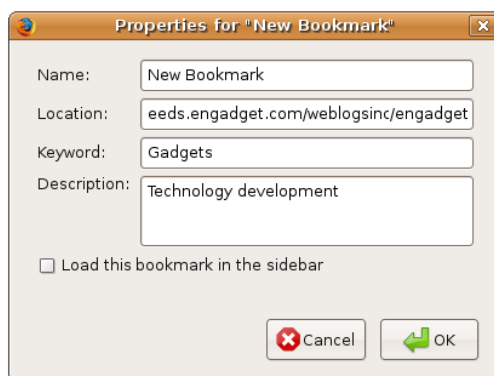 Properties for "New Bookmark"
Name: New Bookmark
Location: eeds.engadget.com/weblogsinc/engadget
Keyword: Gadgets
Description: Technology development
Load this bookmark in the sidebar
Cancel OK